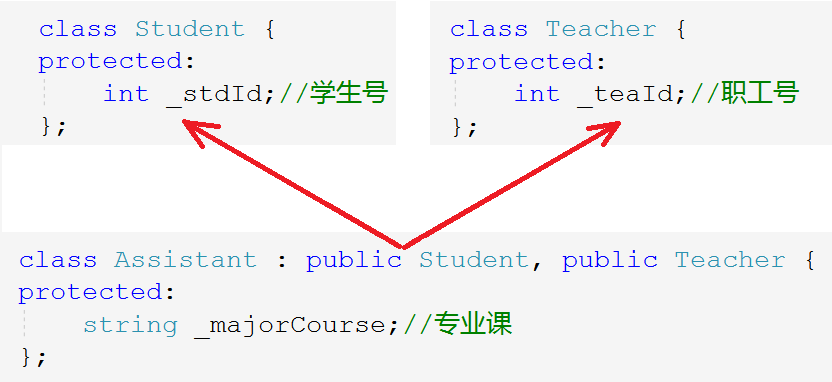 class Student {
protected:
    int _stdId;//学生号
};
class Teacher {
protected:
    int _teaId;//职工号
};
class Assistant : public Student, public Teacher {
protected:
    string _majorCourse;//专业课
};